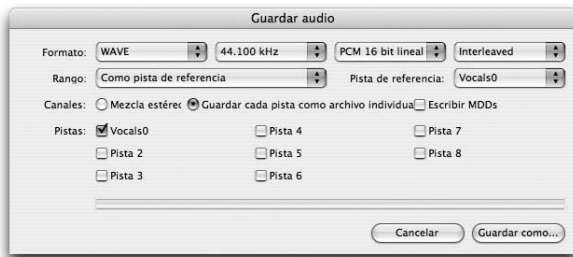 Guardar audio
Formato: WAVE 44.100 kHz PCM 16 bit lineal Interleaved
Rango: Como pista de referencia Pista de referencia: Vocals0
Canales: Mezcla estérec Guardar cada pista como archivo individua Escribir MDDs
Pistas: Vocals0 Pista 4 Pista 7
Pista 2 Pista 5 Pista 8
Pista 3 Pista 6
Cancelar Guardar como...